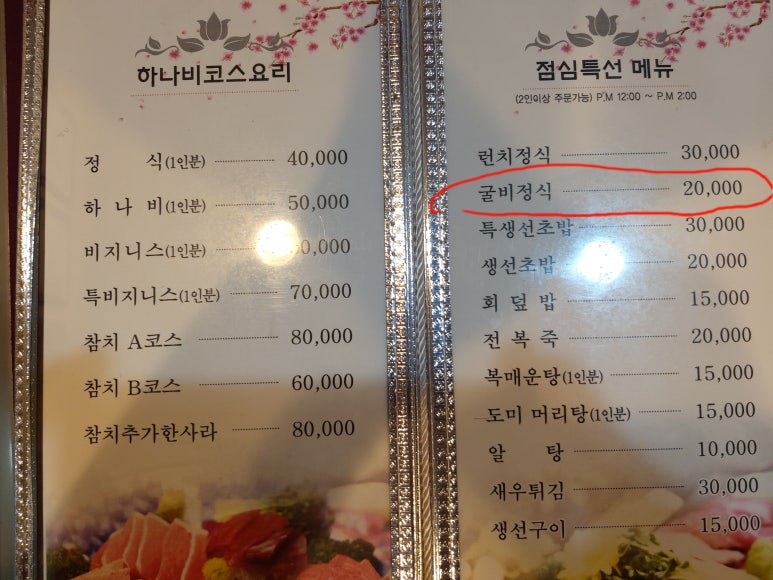 하나비코스요리
정 식(1인분) 40,000
하 나 비(1인분) 50,000
비지니스(1인분) 0,000
특비지니스(1인분) 70,000
참치 A코스 80,000
참치 B코스 60,000
참치추가한사라 80,000
점심특선 메뉴
(2인이상 주문가능) P.M 12:00 ~ P.M 2:00
런치정식 30,000
굴비정식 20,000
특생선초밥 30,000
생선초밥 20,000
회 덮 밥 15,000
전 복 죽 20,000
복매운탕(1인분) 15,000
도미 머리탕(1인분) 15,000
알 탕 10,000
새우튀김 30,000
생선구이 15,000